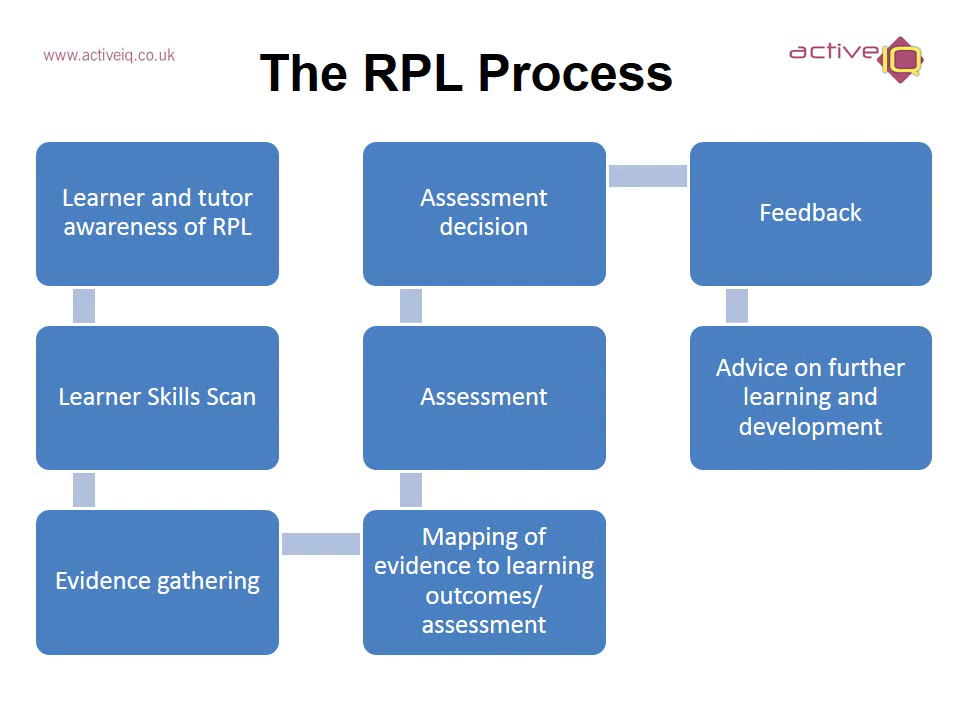 www.activeiq.co.uk
The RPL Process
active IQ
Learner and tutor
awareness of RPL
Learner Skills Scan
Evidence gathering
Mapping of
evidence to learning
outcomes/
assessment
Assessment
Assessment
decision
Feedback
Advice on further
learning and
development